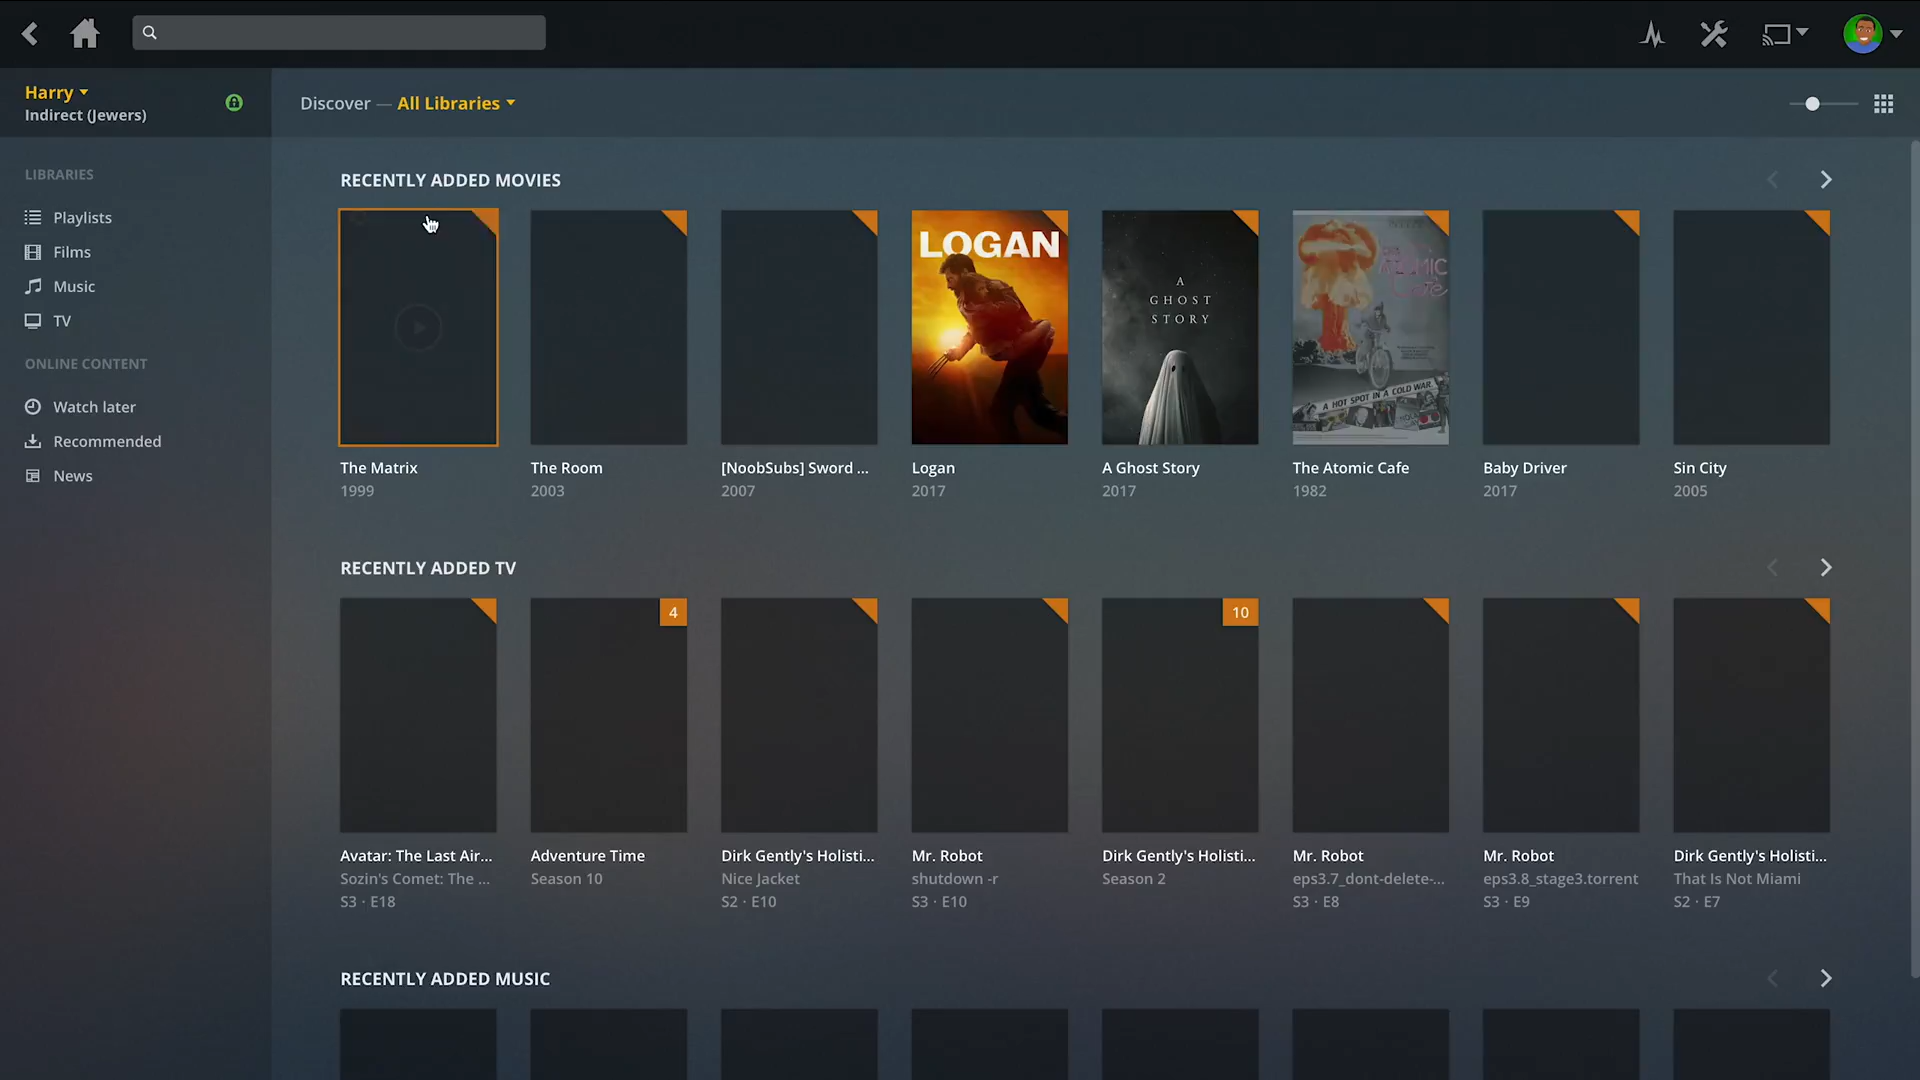 Harry
Indirect (Jewers)
Discover — All Libraries
LIBRARIES
Playlists
Films
Music
TV
ONLINE CONTENT
Watch later
Recommended
News
RECENTLY ADDED MOVIES
LOGAN
A
GHOST
STORY
A HOT SPOT IN A COLD WAR.
The Matrix
1999
The Room
2003
[NoobSubs] Sword ...
2007
Logan
2017
A Ghost Story
2017
The Atomic Cafe
1982
Baby Driver
2017
Sin City
2005
RECENTLY ADDED TV
4
10
Avatar: The Last Air...
Sozin's Comet: The ...
S3 · E18
Adventure Time
Season 10
Dirk Gently's Holisti...
Nice Jacket
S2 · E10
Mr. Robot
shutdown -r
S3 · E10
Dirk Gently's Holisti...
Season 2
Mr. Robot
eps3.7_dont-delete-...
S3 · E8
Mr. Robot
eps3.8_stage3.torrent
S3 · E9
Dirk Gently's Holisti...
That Is Not Miami
S2 · E7
RECENTLY ADDED MUSIC